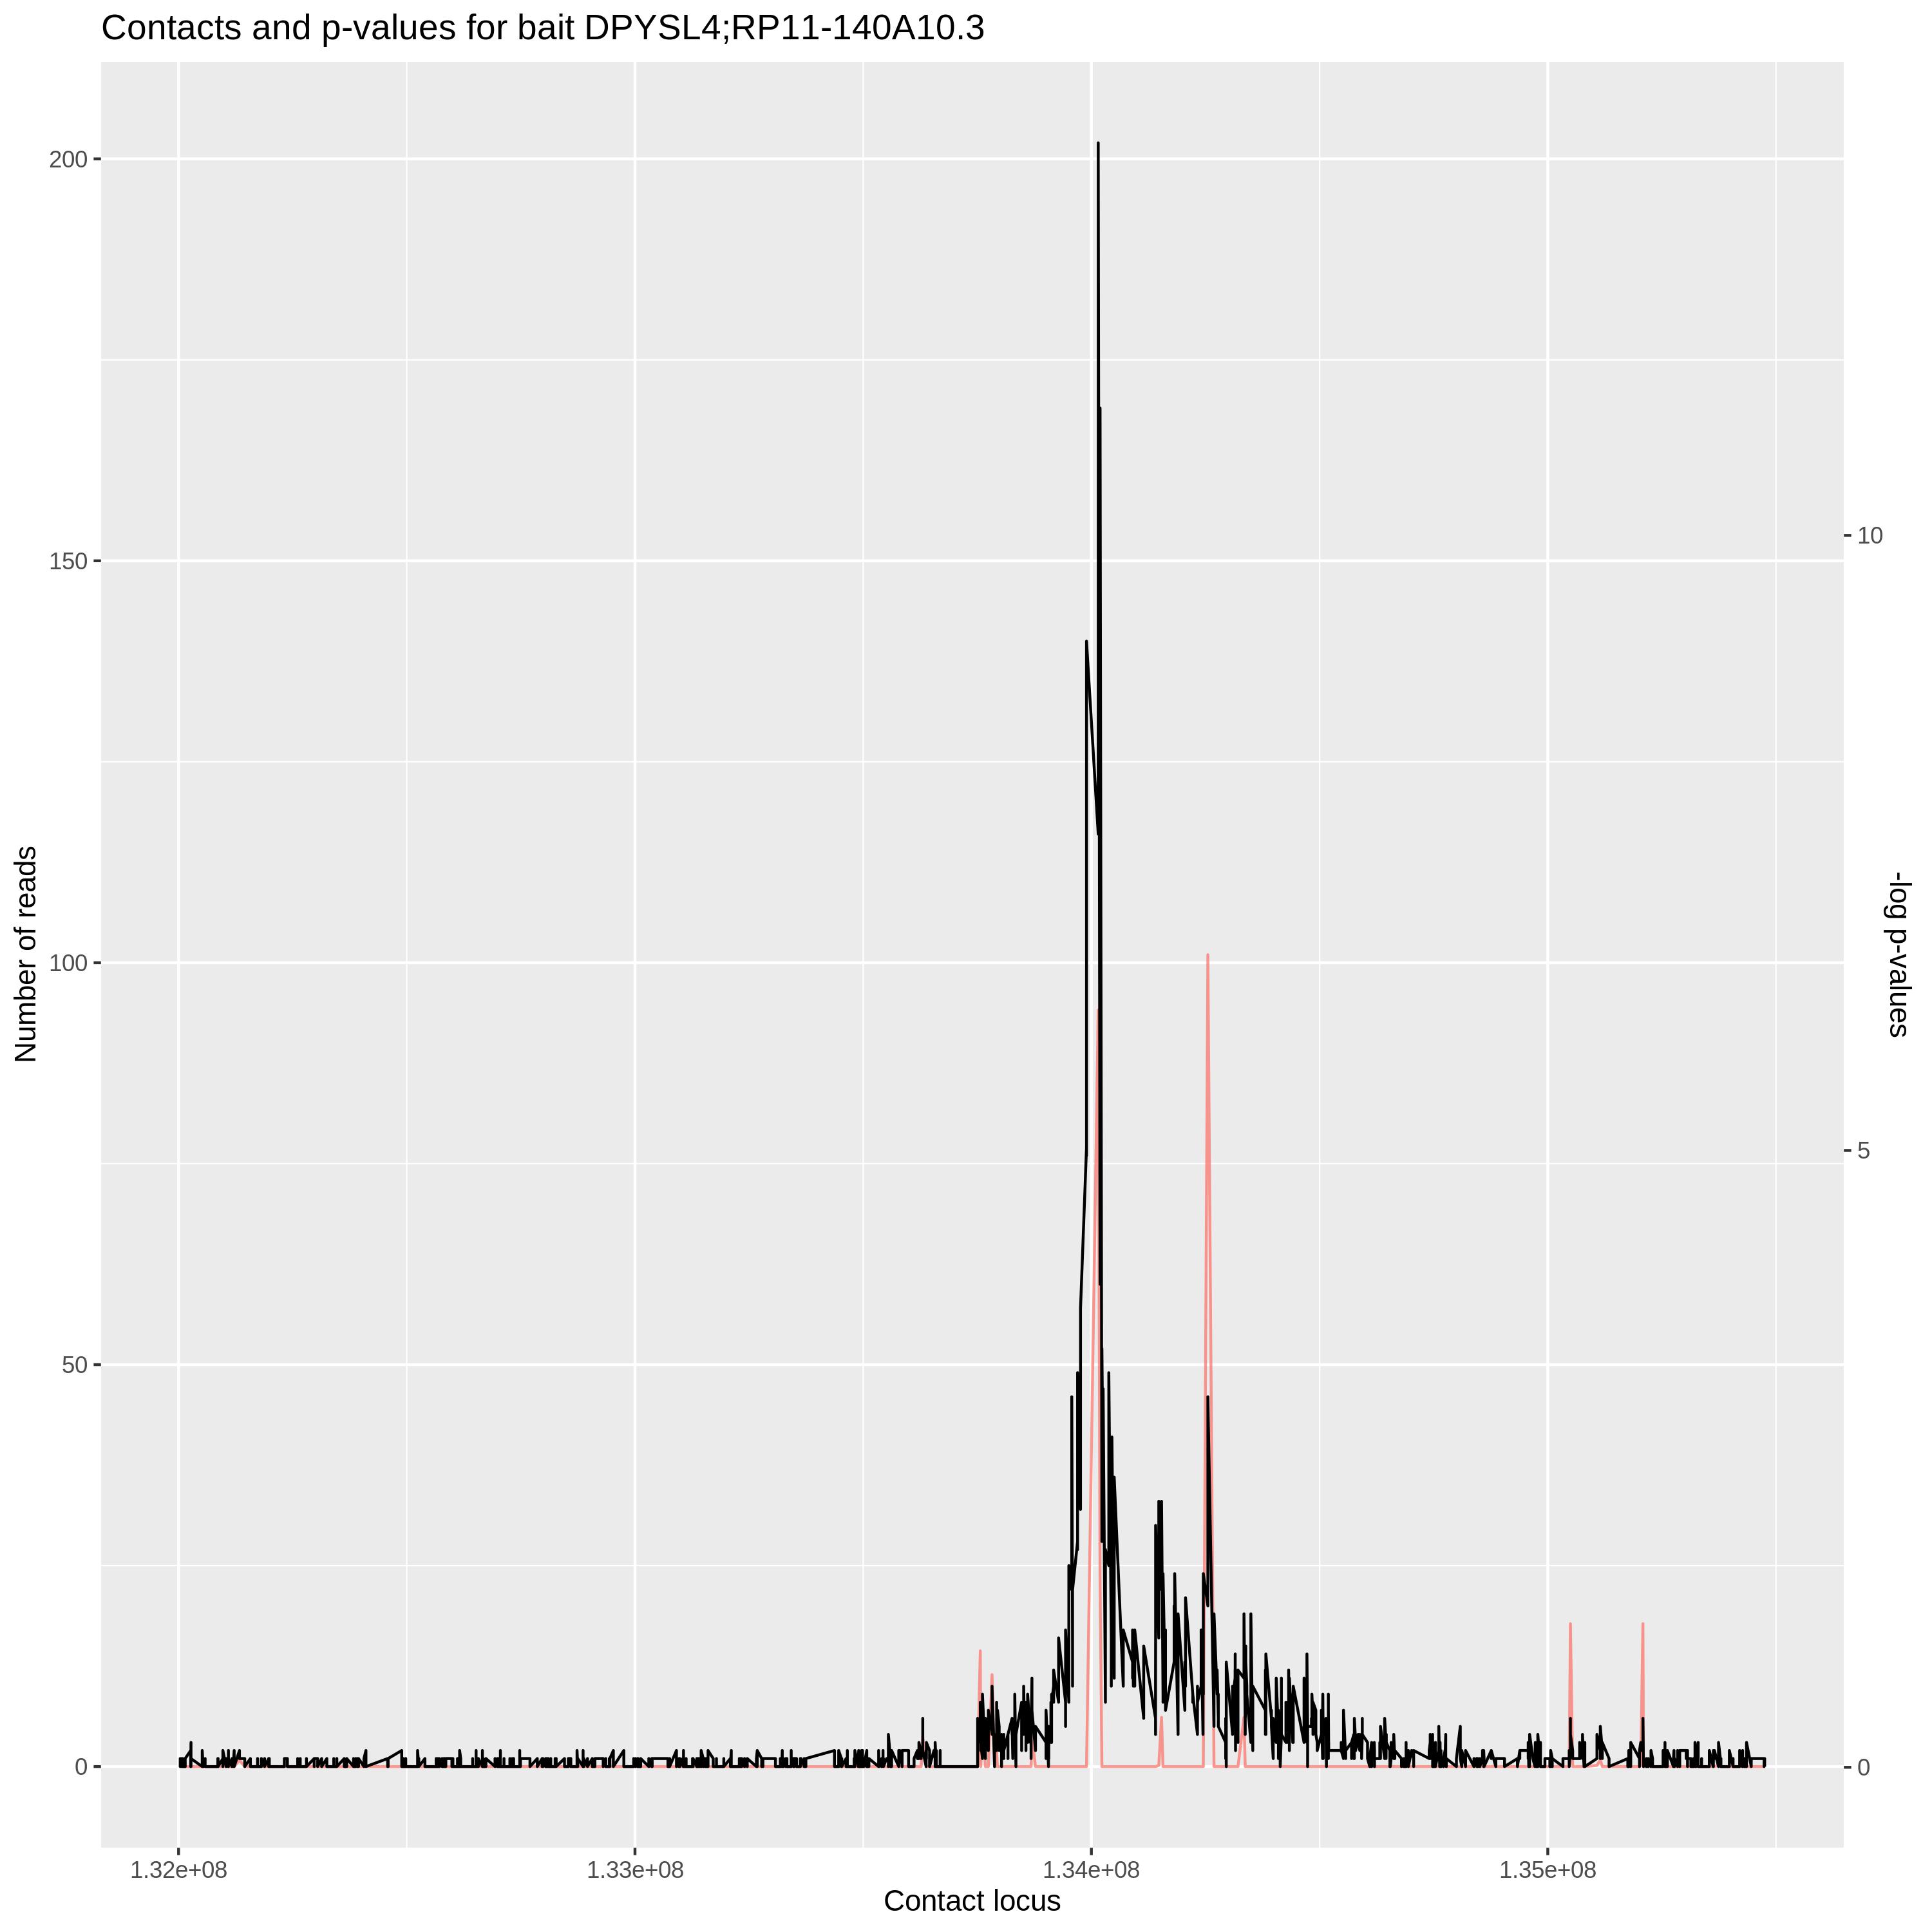 Contacts and p-values for bait DPYSL4;RP11-140A10.3
200
150
100
50
0
Number of reads
10
5
0
-log p-values
1.32e+08
1.33e+08
1.34e+08
1.35e+08
Contact locus